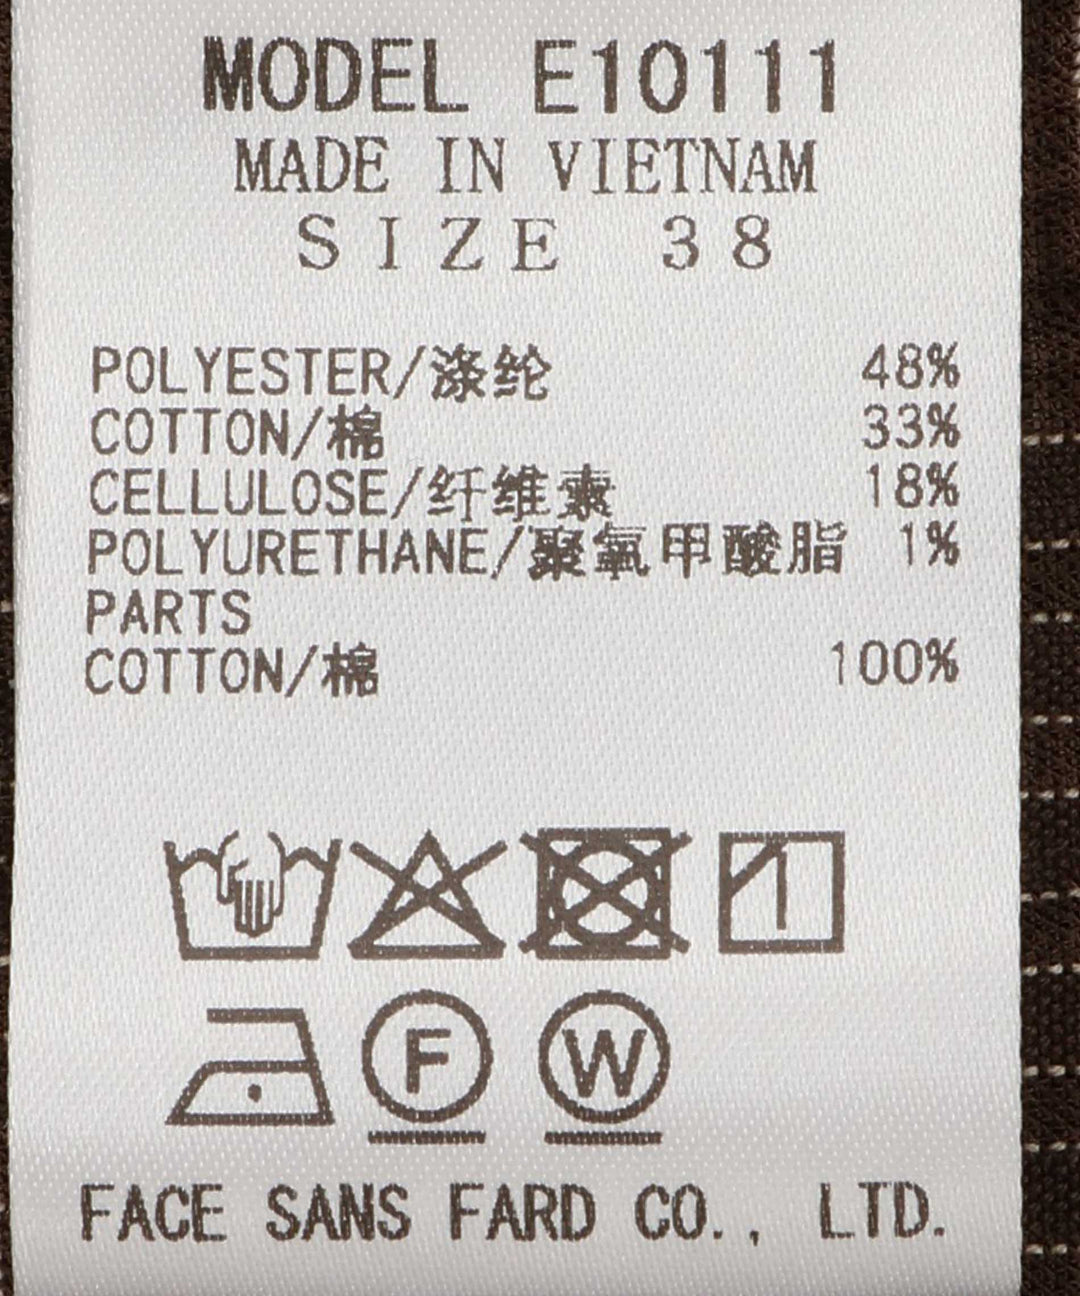 MODEL E10111
MADE IN VIETNAM
SIZE 38
POLYESTER/涤纶 48%
COTTON/棉 33%
CELLULOSE/纤维素 18%
POLYURETHANE/聚氧甲酸脂 1%
PARTS
COTTON/棉 100%
F W
FACE SANS FARD CO., LTD.